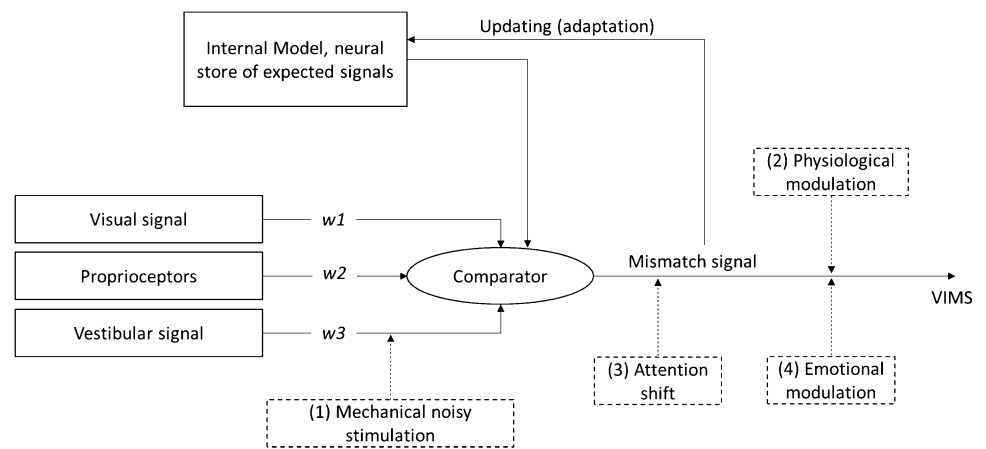 Updating (adaptation)
Internal Model, neural
store of expected signals
(2) Physiological
modulation
Visual signal
w1
Proprioceptors
w2
Comparator
Mismatch signal
VIMS
Vestibular signal
w3
(3) Attention
shift
(4) Emotional
modulation
(1) Mechanical noisy
stimulation